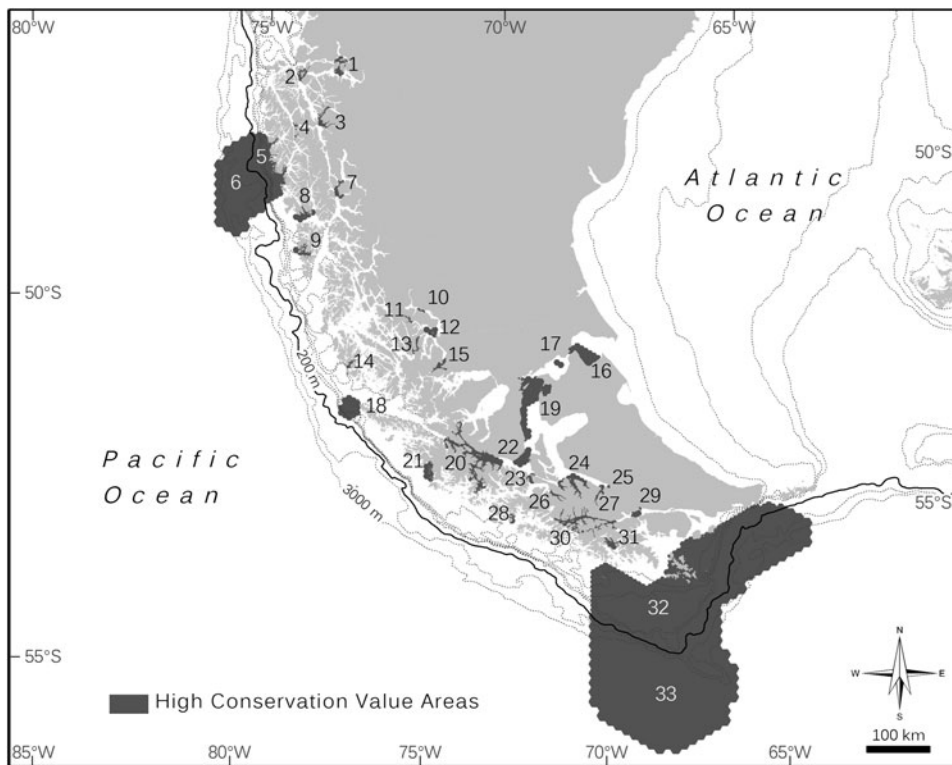 80°W 75°W 70°W 65°W
1
2
3
4
5
50°S
6
7
Atlantic
Ocean
8
9
50°S
10
11
12
13
17
14
15
16
18
19
Pacific
Ocean
200 m
3000 m
22
21
20
23
24
25
26
27
29
28
30
31
55°S
32
55°S
33
N
W E
S
High Conservation Value Areas
100 km
85°W 80°W 75°W 70°W 65°W